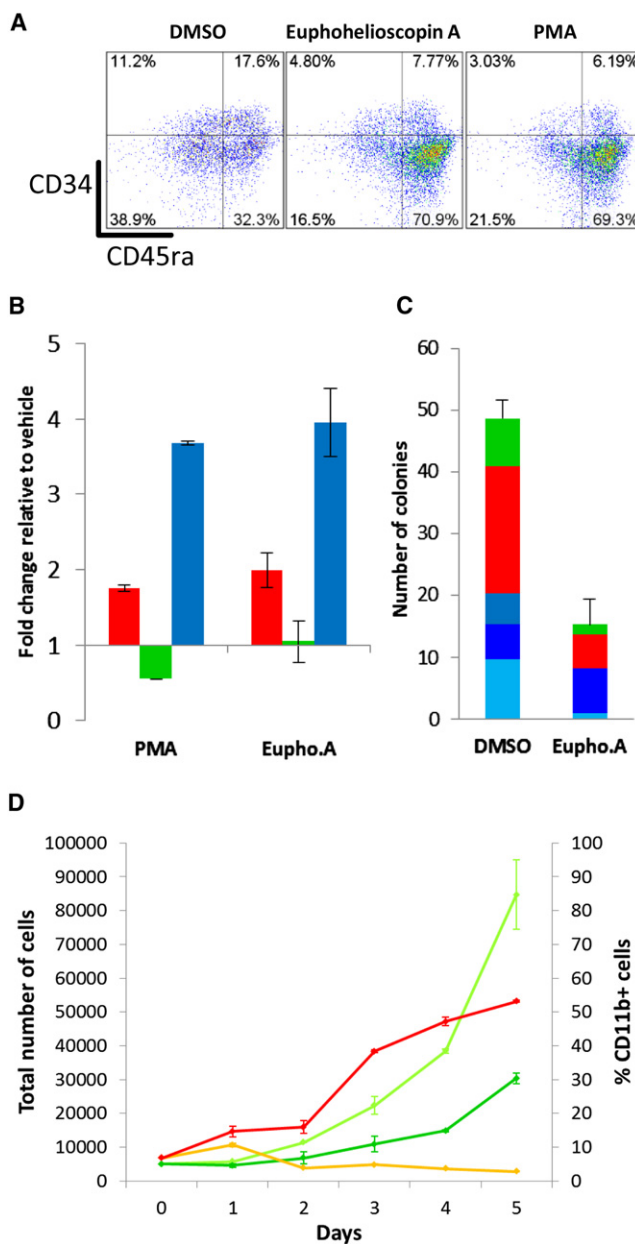 A
DMSO
Euphohelioscopin A
PMA
11.2%
17.6%
4.80%
7.77%
3.03%
6.19%
CD34
38.9%
32.3%
16.5%
70.9%
21.5%
69.3%
CD45ra
B
C
5
4
3
2
1
0
Fold change relative to vehicle
PMA
Eupho.A
60
50
40
30
20
10
0
Number of colonies
DMSO
Eupho.A
D
100000
90000
80000
70000
60000
50000
40000
30000
20000
10000
0
Total number of cells
100
90
80
70
60
50
40
30
20
10
0
% CD11b+ cells
0 1 2 3 4 5
Days